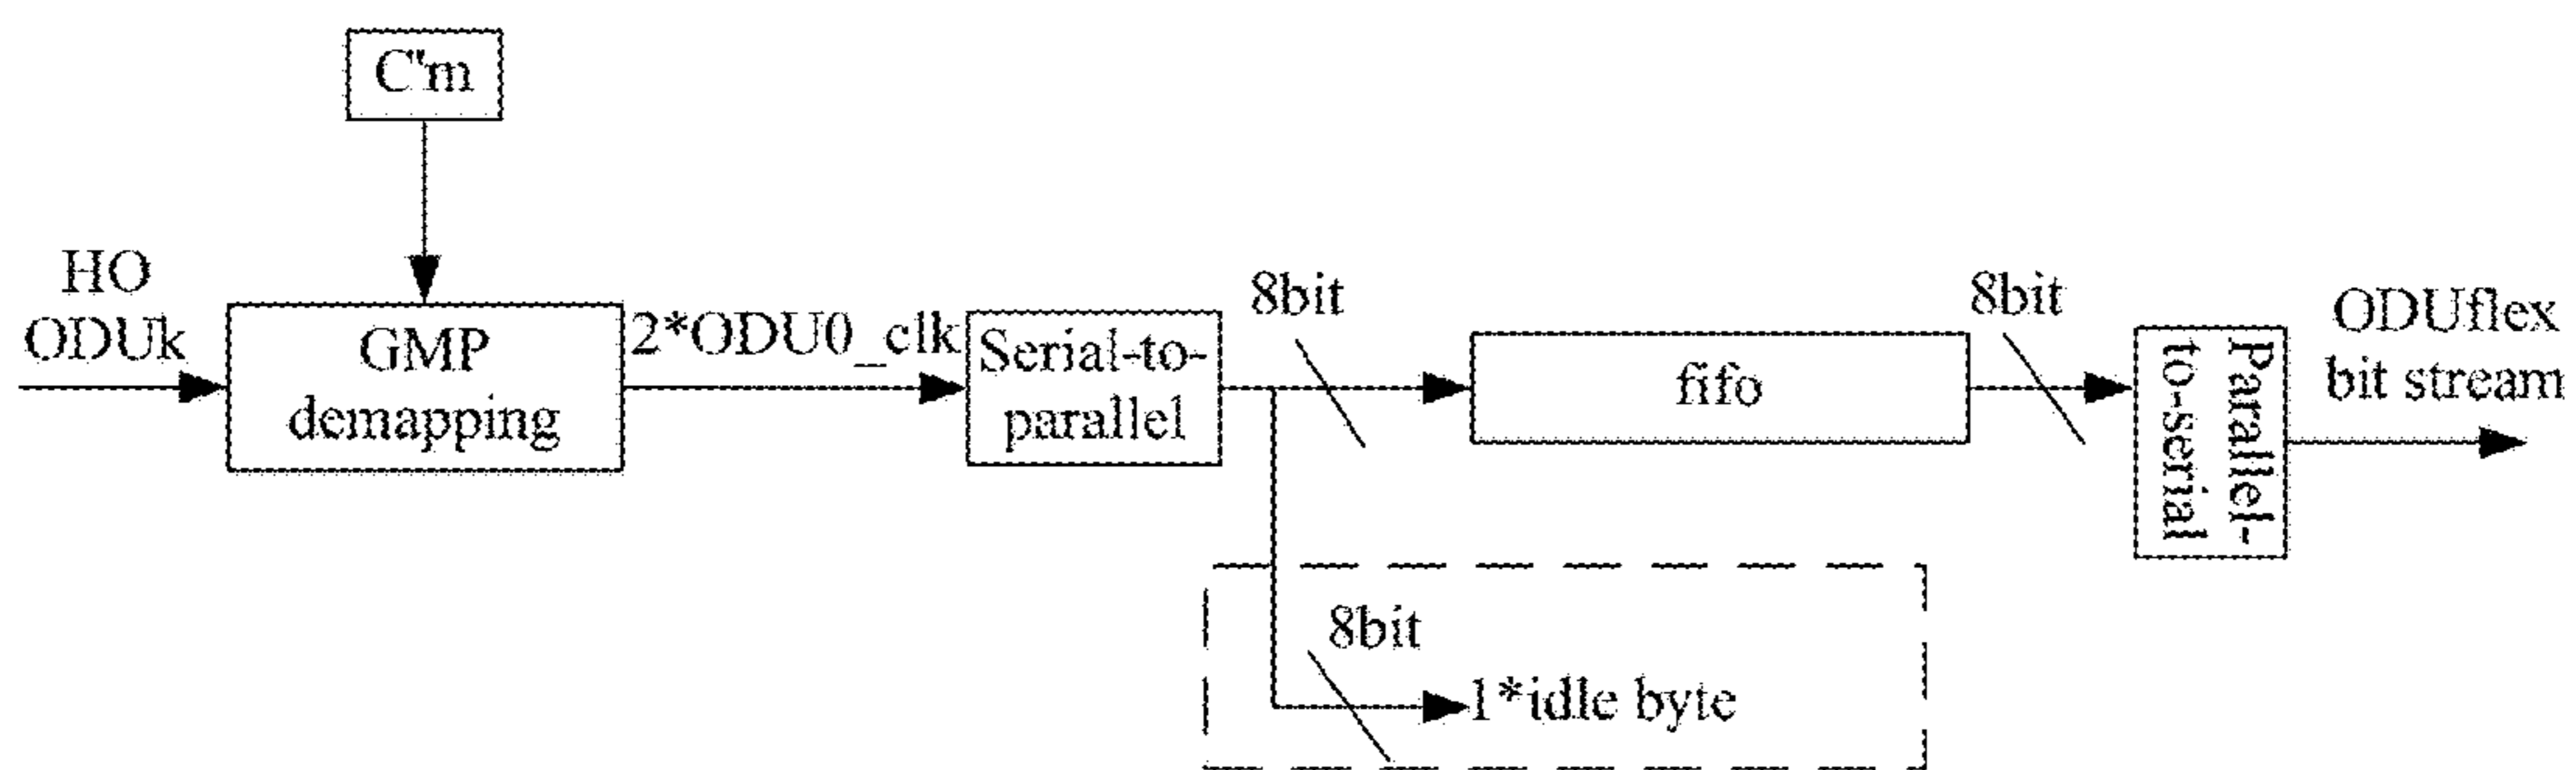 C"m
HO
ODUk
GMP
demapping
2*ODU0_clk
Serial-to-
parallel
8bit
fifo
8bit
Parallel-
to-serial
ODUflex
bit stream
8bit
1*idle byte